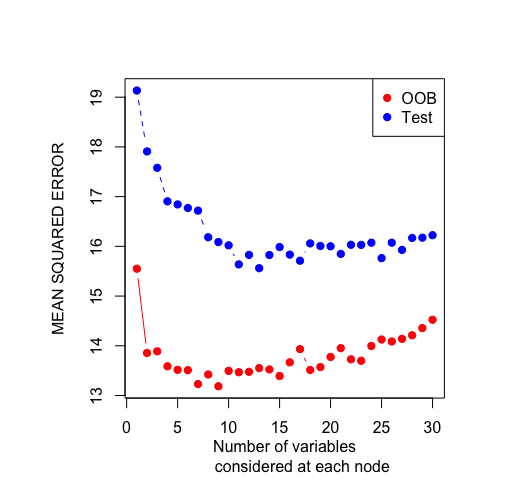 OOB
Test
MEAN SQUARED ERROR
19
18
17
16
15
14
13
0 5 10 15 20 25 30
Number of variables
considered at each node